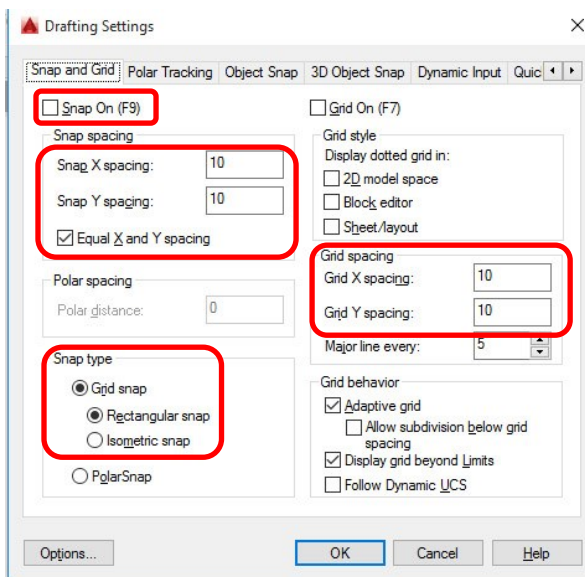 Drafting Settings
Snap and Grid Polar Tracking Object Snap 3D Object Snap Dynamic Input Quic
Snap On (F9)
Snap spacing
Snap X spacing: 10
Snap Y spacing: 10
Equal X and Y spacing
Polar spacing
Polar distance: 0
Snap type
Grid snap
Rectangular snap
Isometric snap
PolarSnap
Grid On (F7)
Grid style
Display dotted grid in:
2D model space
Block editor
Sheet/layout
Grid spacing
Grid X spacing: 10
Grid Y spacing: 10
Major line every: 5
Grid behavior
Adaptive grid
Allow subdivision below grid
spacing
Display grid beyond Limits
Follow Dynamic UCS
Options... OK Cancel Help